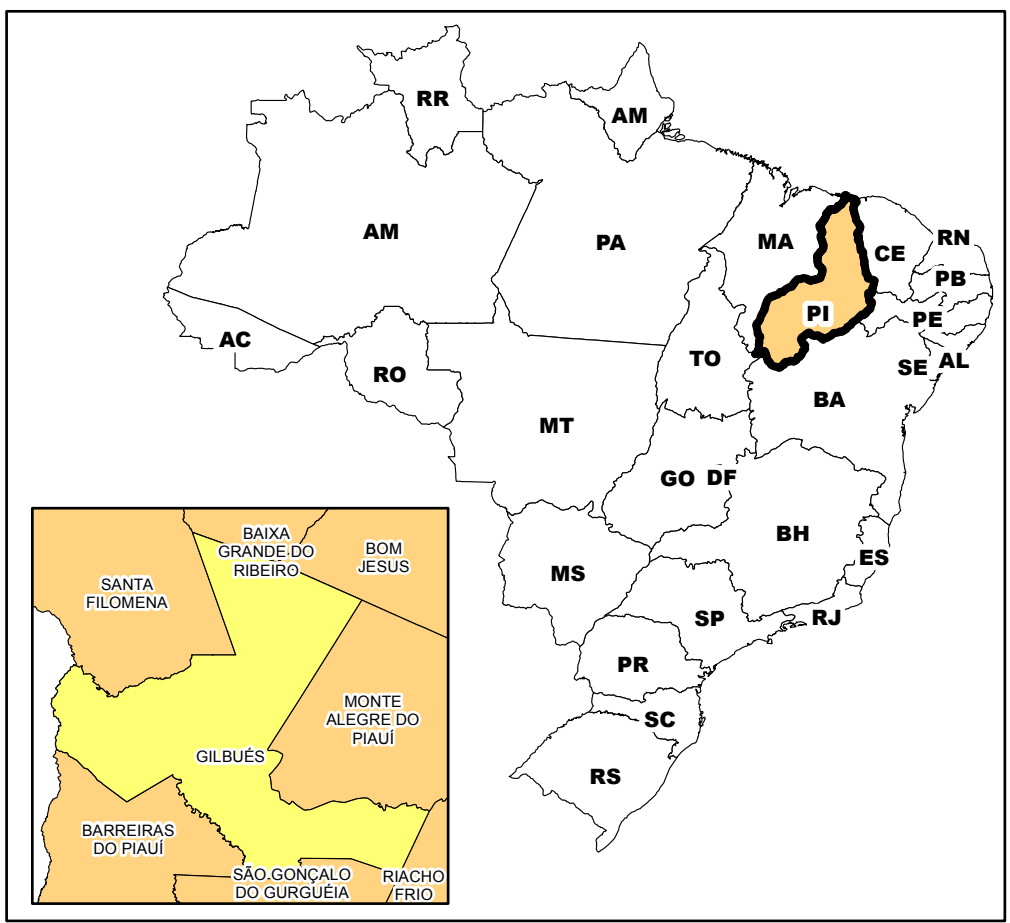 RR
AM
AM
PA
MA
CE
RN
PB
PI
PE
AC
RO
TO
SE
AL
BA
MT
GO
DF
BH
ES
MS
SP
RJ
PR
SC
RS
BAIXA
GRANDE DO
RIBEIRO
BOM
JESUS
SANTA
FILOMENA
MONTE
ALEGRE DO
PIAUÍ
GILBUÉS
BARREIRAS
DO PIAUÍ
SÃO GONÇALO
DO GURGUÉIA
RIACHO
FRIO